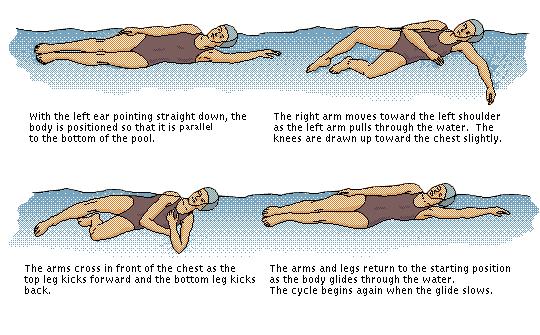 With the left ear pointing straight down, the
body is positioned so that it is parallel
to the bottom of the pool.
The right arm moves toward the left shoulder
as the left arm pulls through the water. The
knees are drawn up toward the chest slightly.
The arms cross in front of the chest as the
top leg kicks forward and the bottom leg kicks
back.
The arms and legs return to the starting position
as the body glides through the water.
The cycle begins again when the glide slows.